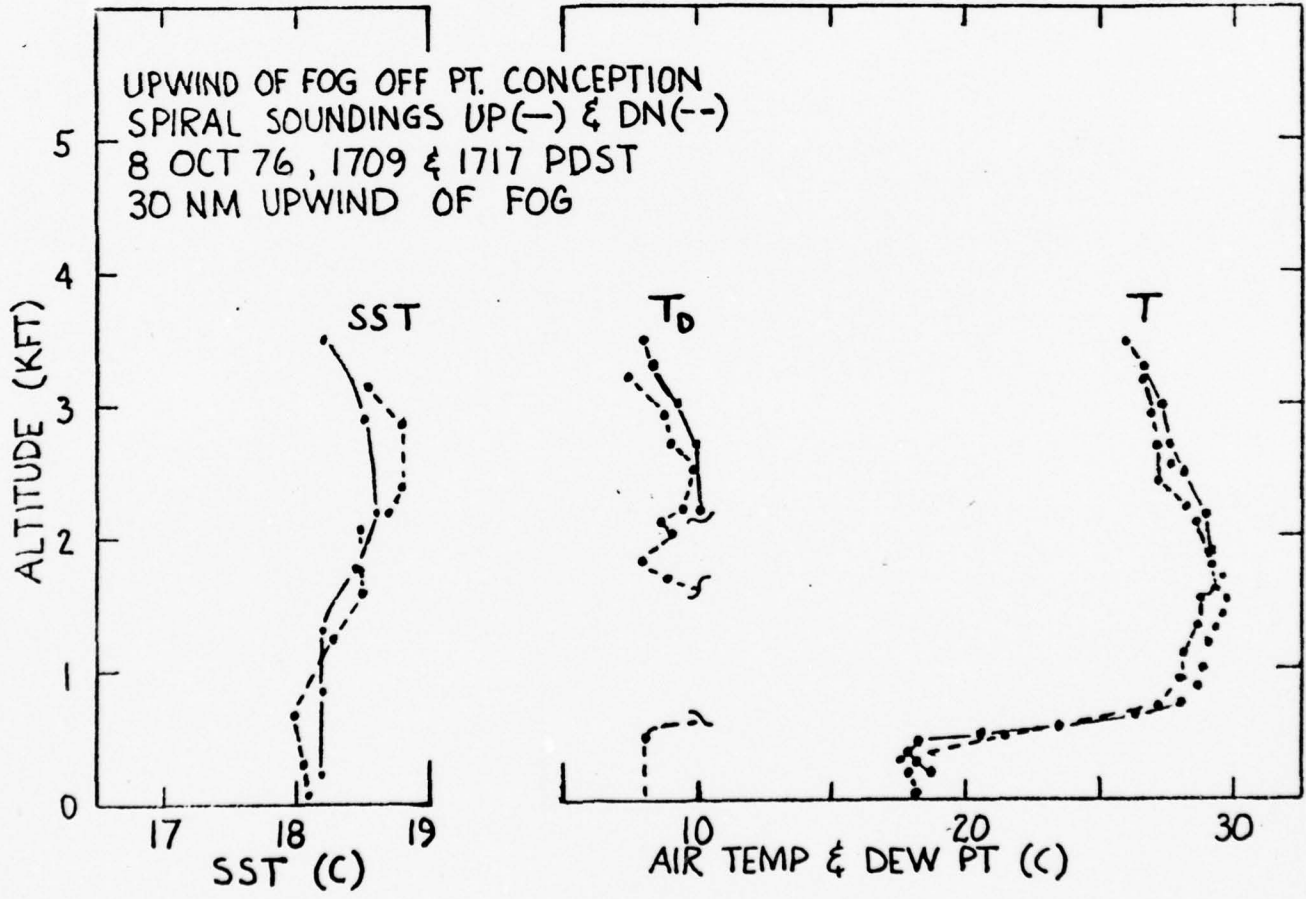 UPWIND OF FOG OFF PT. CONCEPTION
SPIRAL SOUNDINGS UP(—) & DN(--)
8 OCT 76, 1709 & 1717 PDST
30 NM UPWIND OF FOG
5
4
3
2
1
0
ALTITUDE (KFT)
SST
T_D
T
17 18 19
SST (C)
10 20 30
AIR TEMP & DEW PT (C)